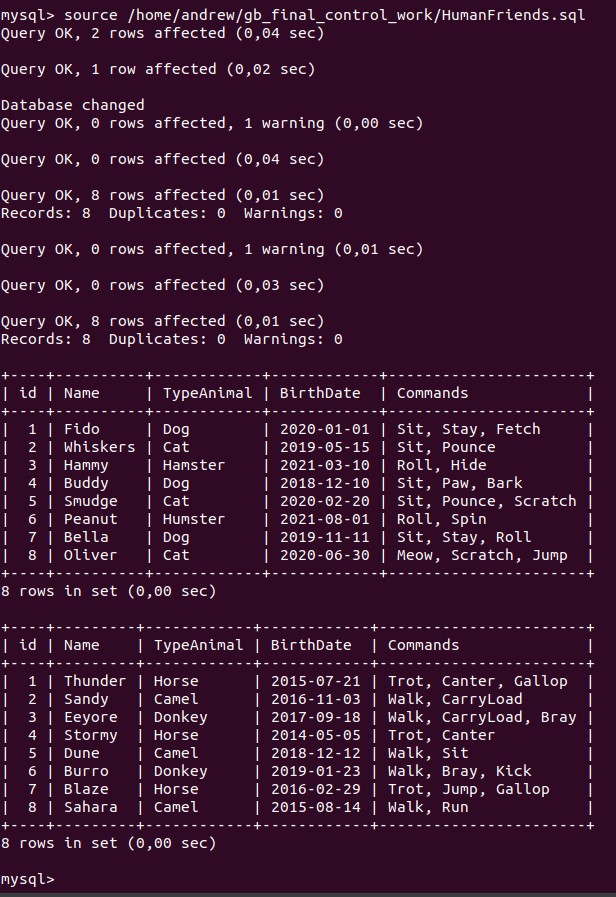 mysql> source /home/andrew/gb_final_control_work/HumanFriends.sql
Query OK, 2 rows affected (0,04 sec)

Query OK, 1 row affected (0,02 sec)

Database changed
Query OK, 0 rows affected, 1 warning (0,00 sec)

Query OK, 0 rows affected (0,04 sec)

Query OK, 8 rows affected (0,01 sec)
Records: 8  Duplicates: 0  Warnings: 0

Query OK, 0 rows affected, 1 warning (0,01 sec)

Query OK, 0 rows affected (0,03 sec)

Query OK, 8 rows affected (0,01 sec)
Records: 8  Duplicates: 0  Warnings: 0

+----+----------+------------+------------+----------------------+
| id | Name     | TypeAnimal | BirthDate  | Commands             |
+----+----------+------------+------------+----------------------+
|  1 | Fido     | Dog        | 2020-01-01 | Sit, Stay, Fetch     |
|  2 | Whiskers | Cat        | 2019-05-15 | Sit, Pounce          |
|  3 | Hammy    | Hamster    | 2021-03-10 | Roll, Hide           |
|  4 | Buddy    | Dog        | 2018-12-10 | Sit, Paw, Bark       |
|  5 | Smudge   | Cat        | 2020-02-20 | Sit, Pounce, Scratch |
|  6 | Peanut   | Humster    | 2021-08-01 | Roll, Spin           |
|  7 | Bella    | Dog        | 2019-11-11 | Sit, Stay, Roll      |
|  8 | Oliver   | Cat        | 2020-06-30 | Meow, Scratch, Jump  |
+----+----------+------------+------------+----------------------+
8 rows in set (0,00 sec)

+----+---------+------------+------------+-----------------------+
| id | Name    | TypeAnimal | BirthDate  | Commands              |
+----+---------+------------+------------+-----------------------+
|  1 | Thunder | Horse      | 2015-07-21 | Trot, Canter, Gallop  |
|  2 | Sandy   | Camel      | 2016-11-03 | Walk, CarryLoad       |
|  3 | Eeyore  | Donkey     | 2017-09-18 | Walk, CarryLoad, Bray |
|  4 | Stormy  | Horse      | 2014-05-05 | Trot, Canter          |
|  5 | Dune    | Camel      | 2018-12-12 | Walk, Sit             |
|  6 | Burro   | Donkey     | 2019-01-23 | Walk, Bray, Kick      |
|  7 | Blaze   | Horse      | 2016-02-29 | Trot, Jump, Gallop    |
|  8 | Sahara  | Camel      | 2015-08-14 | Walk, Run             |
+----+---------+------------+------------+-----------------------+
8 rows in set (0,00 sec)

mysql>